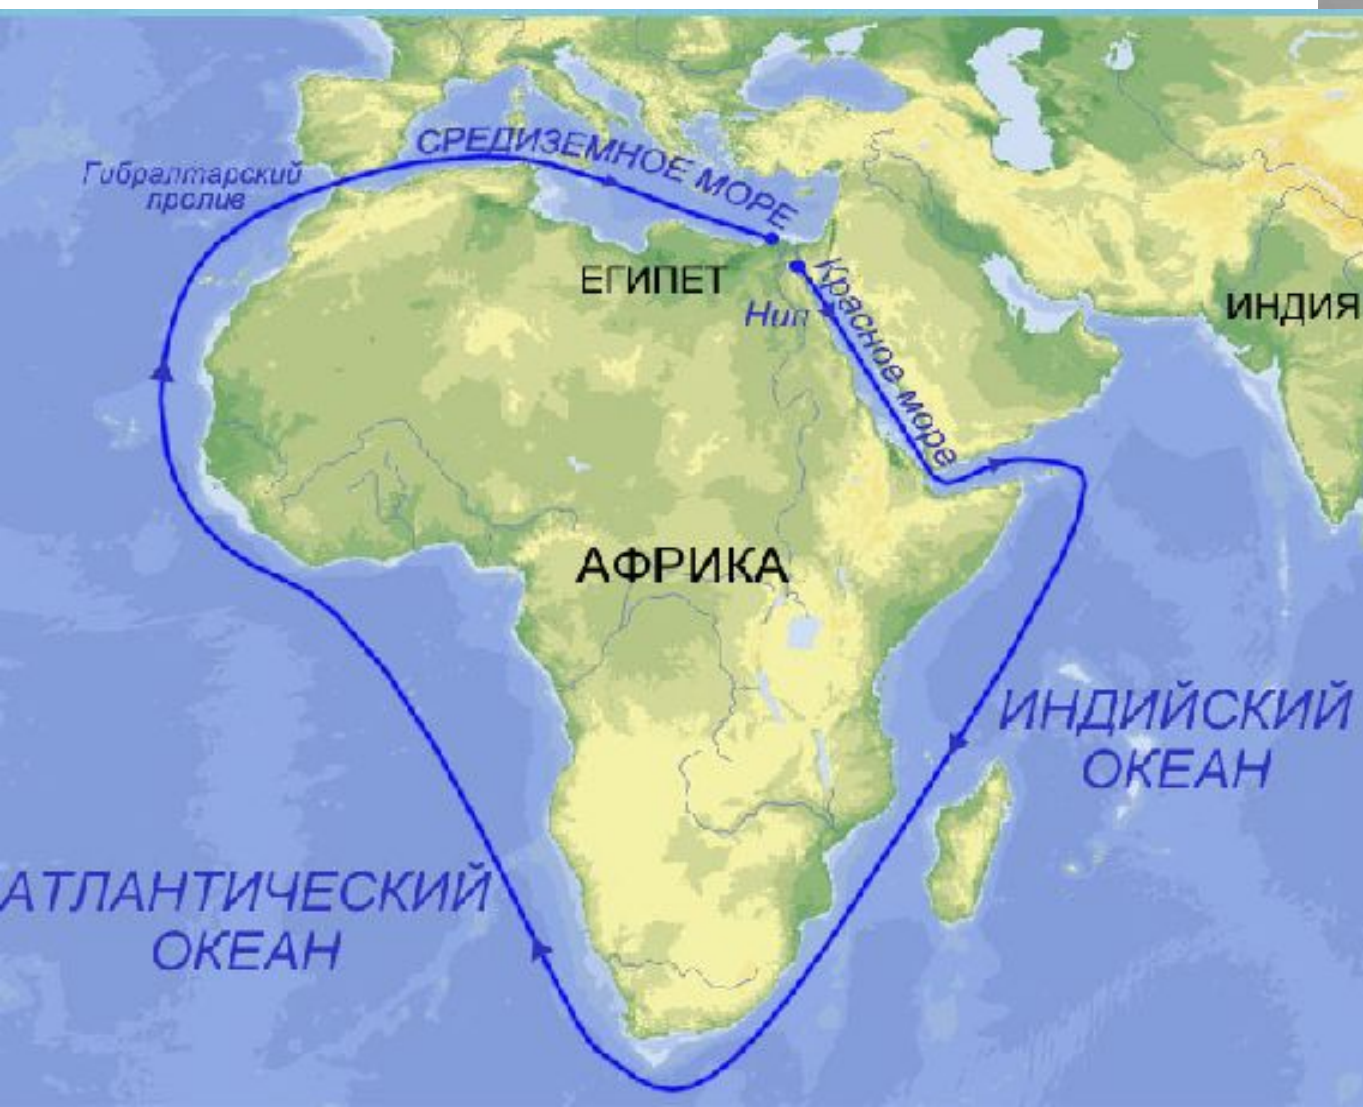 СРЕДИЗЕМНОЕ МОРЕ
Гибралтарский
пролив
ЕГИПЕТ
Красное море
Нил
ИНДИЯ
АФРИКА
ИНДИЙСКИЙ
ОКЕАН
АТЛАНТИЧЕСКИЙ
ОКЕАН